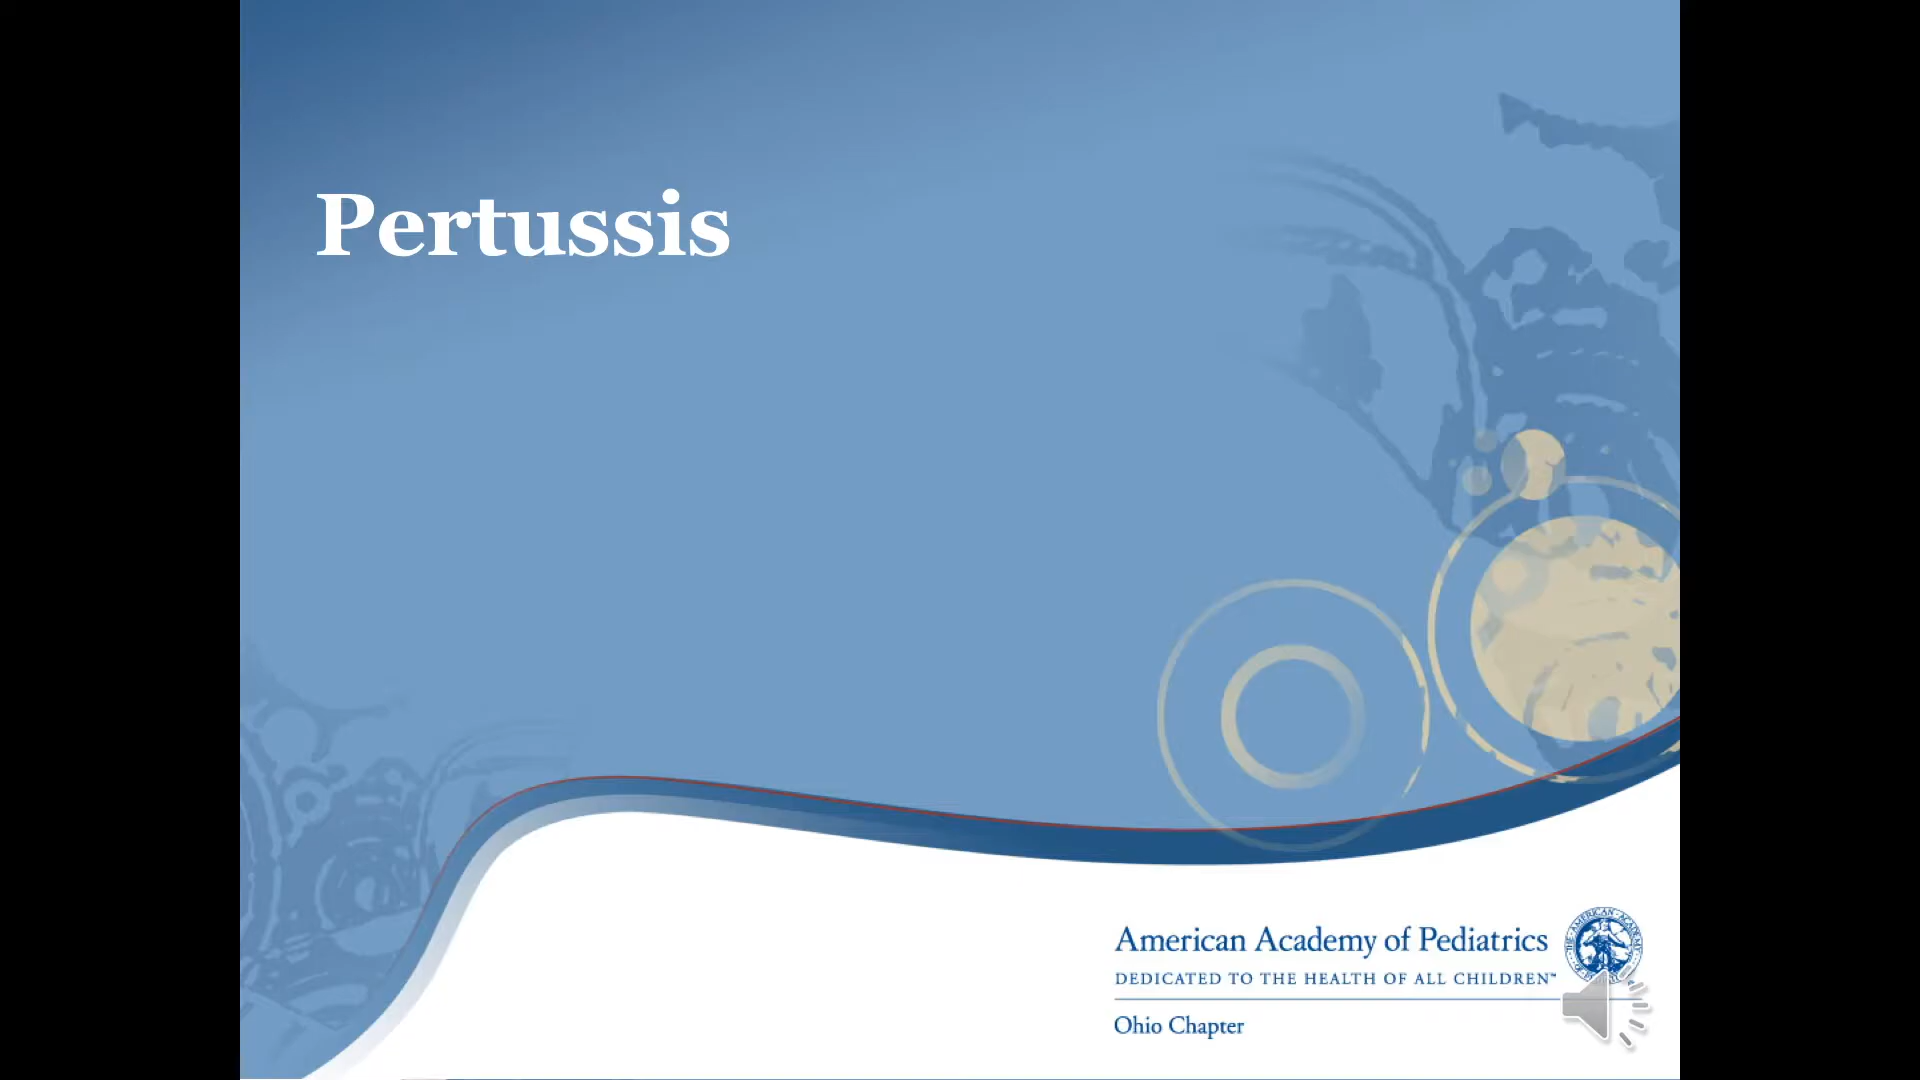 Pertussis
American Academy of Pediatrics
DEDICATED TO THE HEALTH OF ALL CHILDREN™
Ohio Chapter